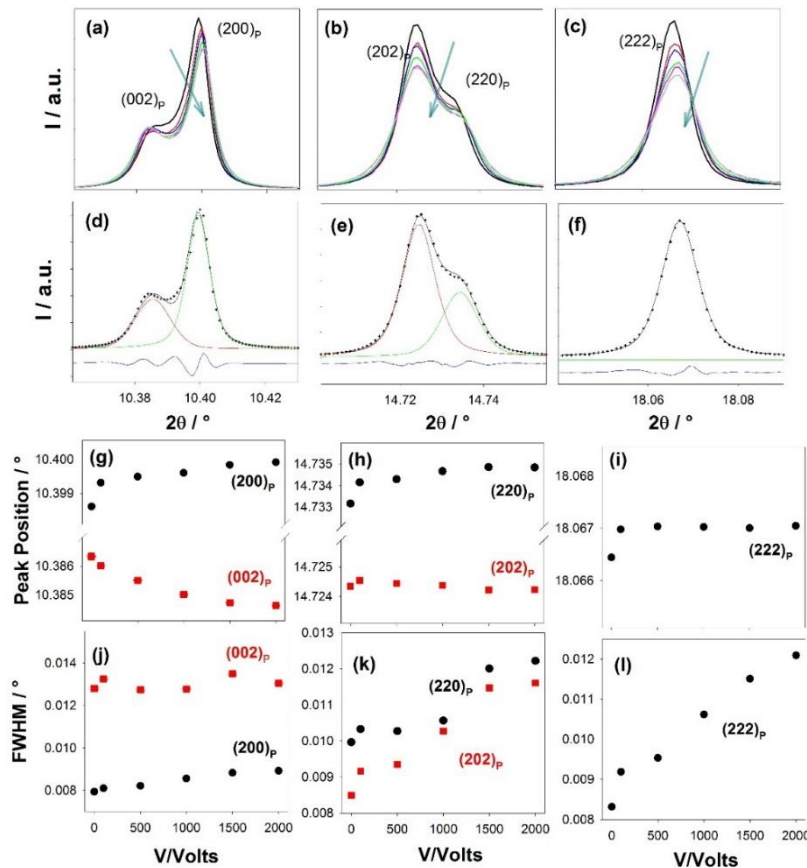 (a)
(200)P
(002)P
(b)
(202)P
(220)P
(c)
(222)P
I / a.u.
(d)
(e)
(f)
I / a.u.
10.38 10.40 10.42
14.72 14.74
18.06 18.08
2θ / °
2θ / °
2θ / °
(g)
10.400
10.399
10.386
10.385
(200)P
(002)P
Peak Position / °
(h)
14.735
14.734
14.733
14.725
14.724
(220)P
(202)P
(i)
18.068
18.067
18.066
(222)P
(j)
0.014
0.012
0.010
0.008
(002)P
(200)P
FWHM / °
(k)
0.013
0.012
0.011
0.010
0.009
0.008
(220)P
(202)P
(l)
0.012
0.011
0.010
0.009
0.008
(222)P
0 500 1000 1500 2000
0 500 1000 1500 2000
0 500 1000 1500 2000
V/Volts
V/Volts
V/Volts